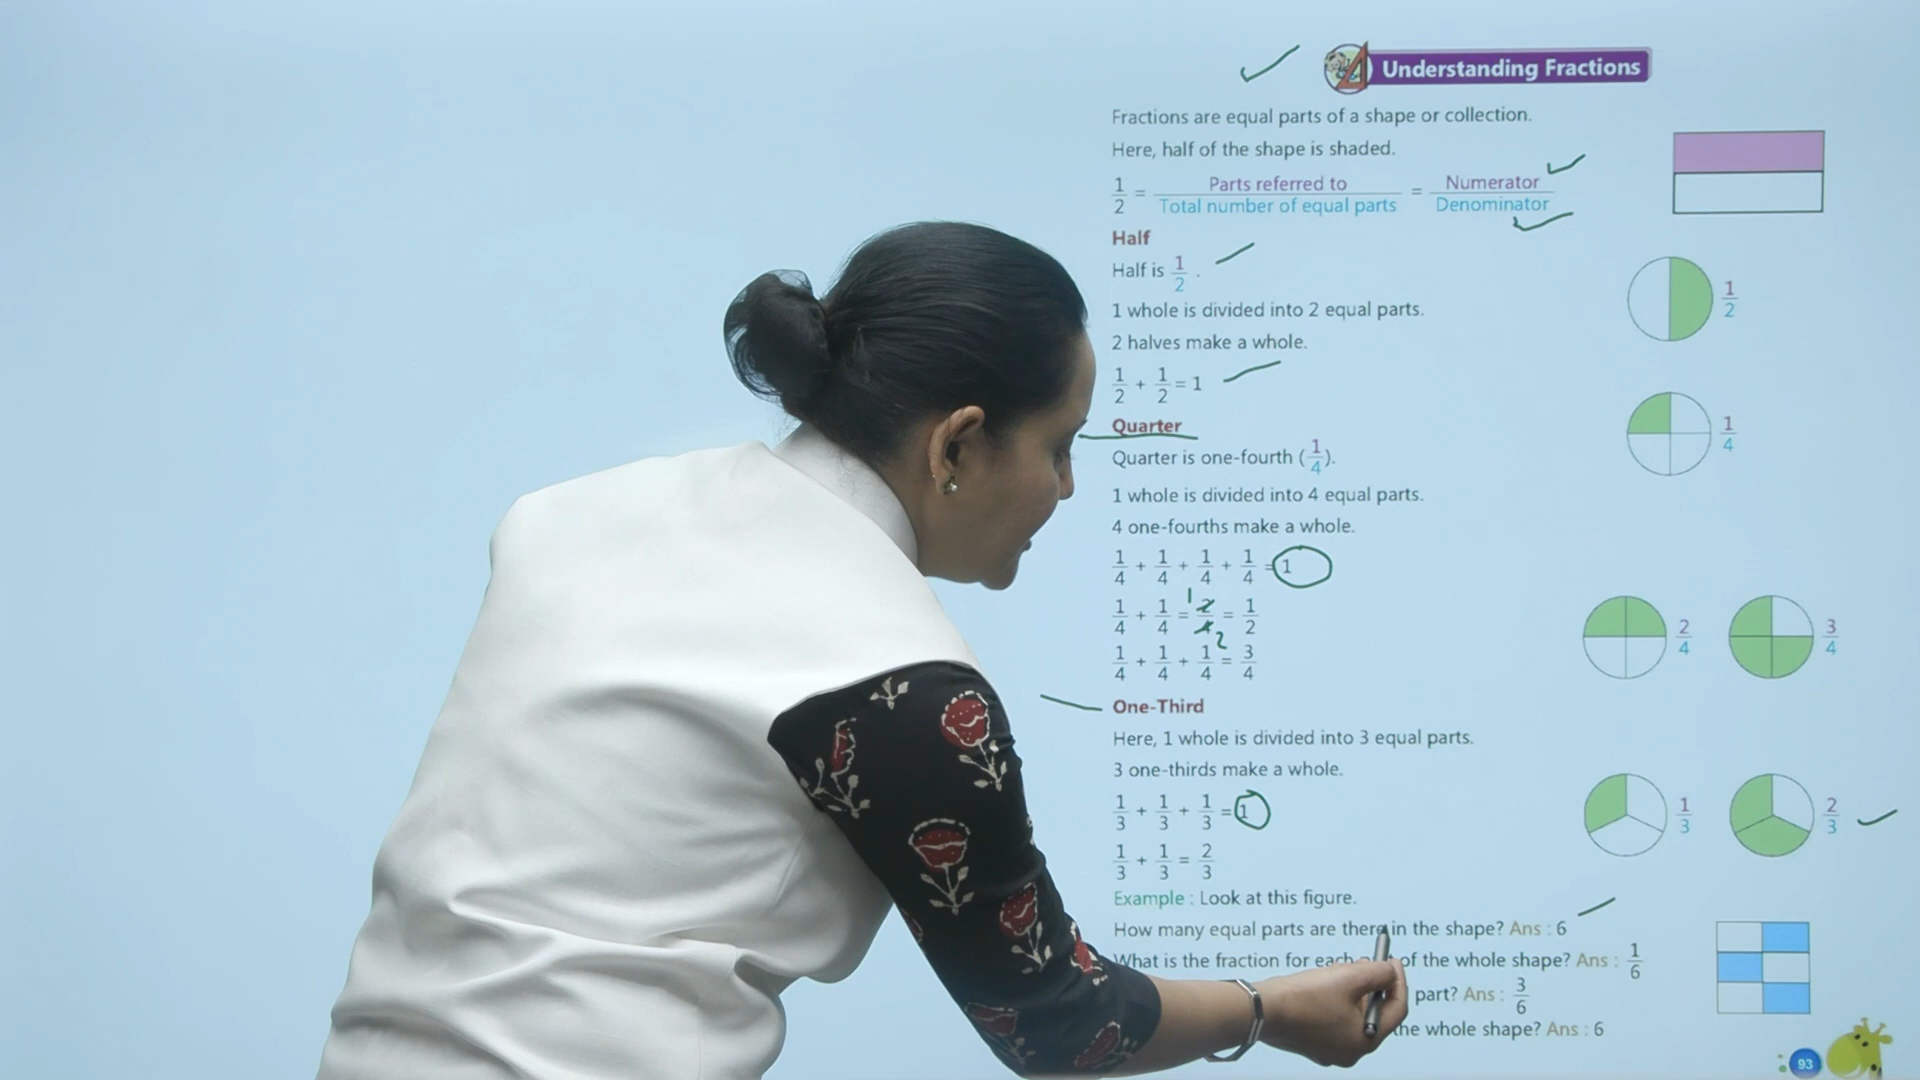 Understanding Fractions
Fractions are equal parts of a shape or collection.
Here, half of the shape is shaded.
1/2 = Parts referred to/Total number of equal parts = Numerator/Denominator
Half
Half is 1/2 .
1/2
1 whole is divided into 2 equal parts.
2 halves make a whole.
1/2 + 1/2 = 1
Quarter
1/4
Quarter is one-fourth (1/4).
1 whole is divided into 4 equal parts.
4 one-fourths make a whole.
1/4 + 1/4 + 1/4 + 1/4 = 1
1/4 + 1/4 = 2/4 = 1/2
1
2
2/4
3/4
1/4 + 1/4 + 1/4 = 3/4
One-Third
Here, 1 whole is divided into 3 equal parts.
3 one-thirds make a whole.
1/3 + 1/3 + 1/3 = 1
1/3
2/3
1/3 + 1/3 = 2/3
Example : Look at this figure.
How many equal parts are there in the shape? Ans : 6
What is the fraction for each of the whole shape? Ans : 1/6
part? Ans : 3/6
the whole shape? Ans : 6
93